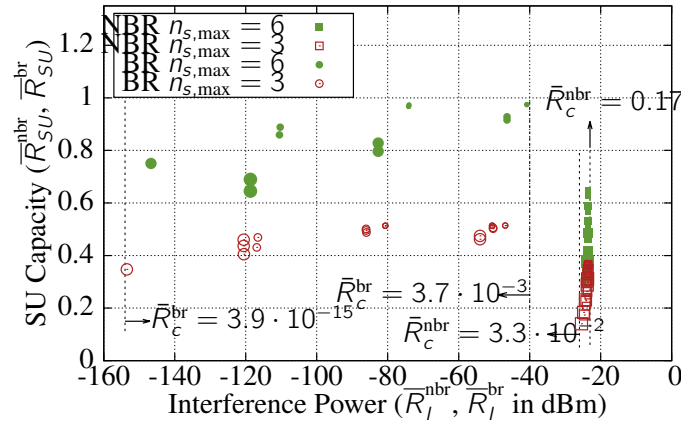 NBR n_{s,max} = 6
NBR n_{s,max} = 3
BR n_{s,max} = 6
BR n_{s,max} = 3
SU Capacity (R̅_{SU}^{nbr}, R̅_{SU}^{br})
1.2
1
0.8
0.6
0.4
0.2
0
R̄_c^{nbr} = 0.17
R̄_c^{br} = 3.7 · 10^{-3}
R̄_c^{br} = 3.9 · 10^{-15}
R̄_c^{nbr} = 3.3 · 10^{-2}
-160 -140 -120 -100 -80 -60 -40 -20 0
Interference Power (R̅_I^{nbr}, R̅_I^{br} in dBm)